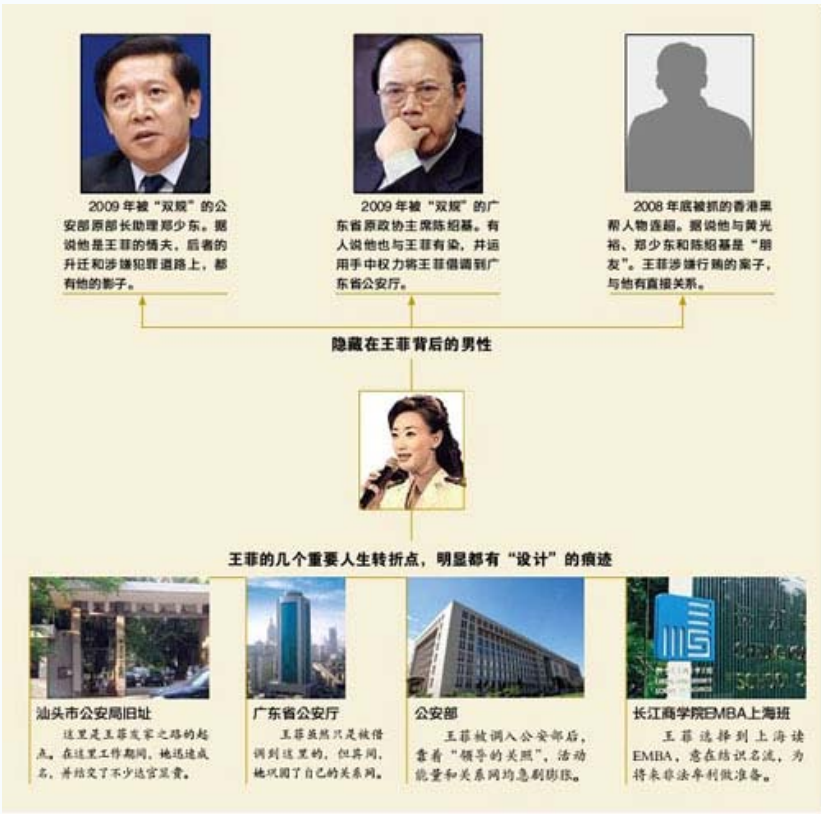 2009年被“双规”的公
安部原部长助理郑少东。据
说他是王菲的情夫，后者的
升迁和涉嫌犯罪道路上，都
有他的影子。
2009年被“双规”的广
东省原政协主席陈绍基。有
人说他也与王菲有染，并运
用手中权力将王菲借调到广
东省公安厅。
2008年底被抓的香港黑
帮人物连超。据说他与黄光
裕、郑少东和陈绍基是“朋
友”。王菲涉嫌行贿的案子，
与他有直接关系。
隐藏在王菲背后的男性
王菲的几个重要人生转折点，明显都有“设计”的痕迹
汕头市公安局旧址
这里是王菲发家之路的起
点。在这里工作期间，她迅速成
名，并结交了不少达官显贵。
广东省公安厅
王菲虽然只是被借
调到这里的，但其间，
她巩固了自己的关系网。
公安部
王菲被调入公安部后，
靠着“领导的关照”，活动
能量和关系网均急剧膨胀。
长江商学院EMBA上海班
王菲选择到上海读
EMBA，意在结识名流，为
将来非法牟利做准备。